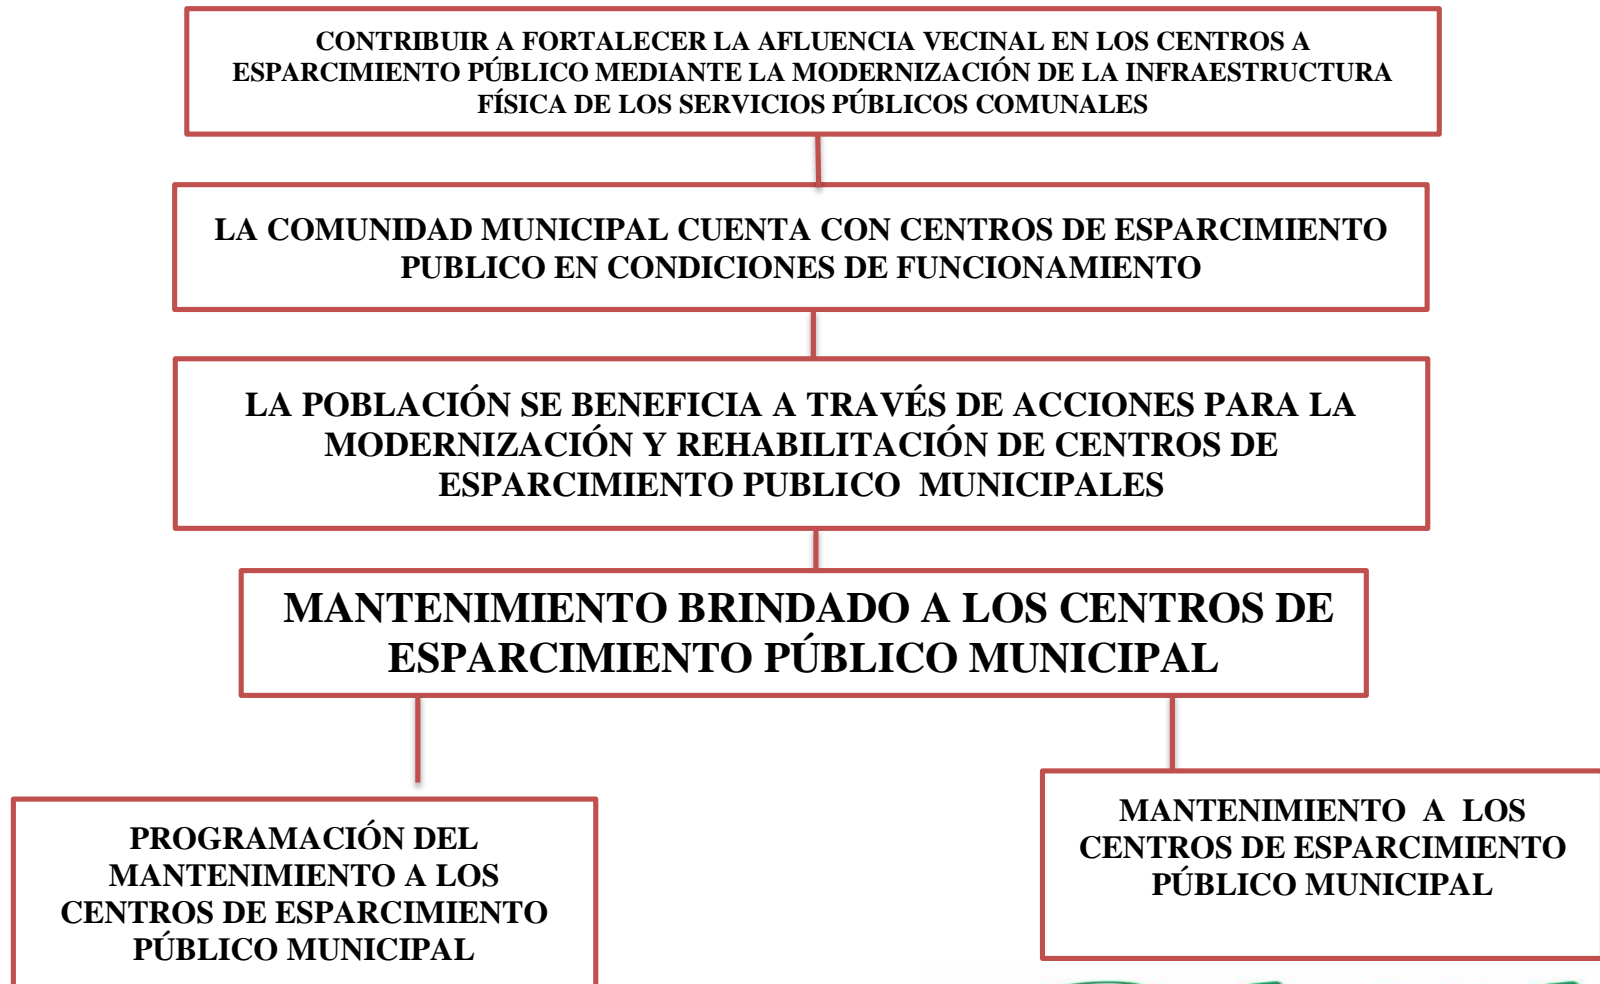 CONTRIBUIR A FORTALECER LA AFLUENCIA VECINAL EN LOS CENTROS A
ESPARCIMIENTO PÚBLICO MEDIANTE LA MODERNIZACIÓN DE LA INFRAESTRUCTURA
FÍSICA DE LOS SERVICIOS PÚBLICOS COMUNALES
LA COMUNIDAD MUNICIPAL CUENTA CON CENTROS DE ESPARCIMIENTO
PUBLICO EN CONDICIONES DE FUNCIONAMIENTO
LA POBLACIÓN SE BENEFICIA A TRAVÉS DE ACCIONES PARA LA
MODERNIZACIÓN Y REHABILITACIÓN DE CENTROS DE
ESPARCIMIENTO PUBLICO MUNICIPALES
MANTENIMIENTO BRINDADO A LOS CENTROS DE
ESPARCIMIENTO PÚBLICO MUNICIPAL
PROGRAMACIÓN DEL
MANTENIMIENTO A LOS
CENTROS DE ESPARCIMIENTO
PÚBLICO MUNICIPAL
MANTENIMIENTO A LOS
CENTROS DE ESPARCIMIENTO
PÚBLICO MUNICIPAL